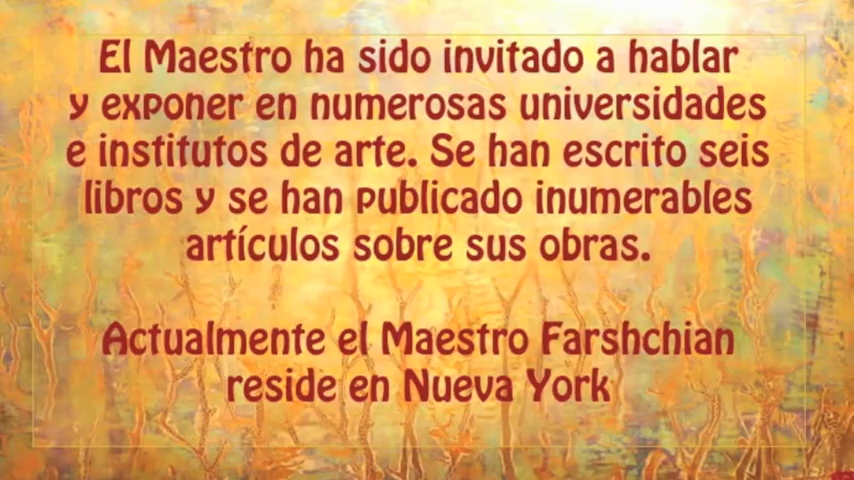 El Maestro ha sido invitado a hablar
y exponer en numerosas universidades
e institutos de arte. Se han escrito seis
libros y se han publicado inumerables
artículos sobre sus obras.
Actualmente el Maestro Farshchian
reside en Nueva York